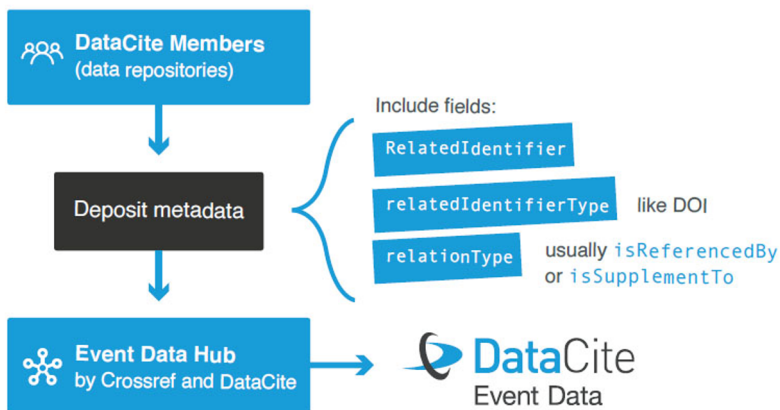 DataCite Members
(data repositories)
Include fields:
RelatedIdentifier
Deposit metadata
relatedIdentifierType like DOI
relationType usually isReferencedBy
or isSupplementTo
Event Data Hub
by Crossref and DataCite
DataCite
Event Data